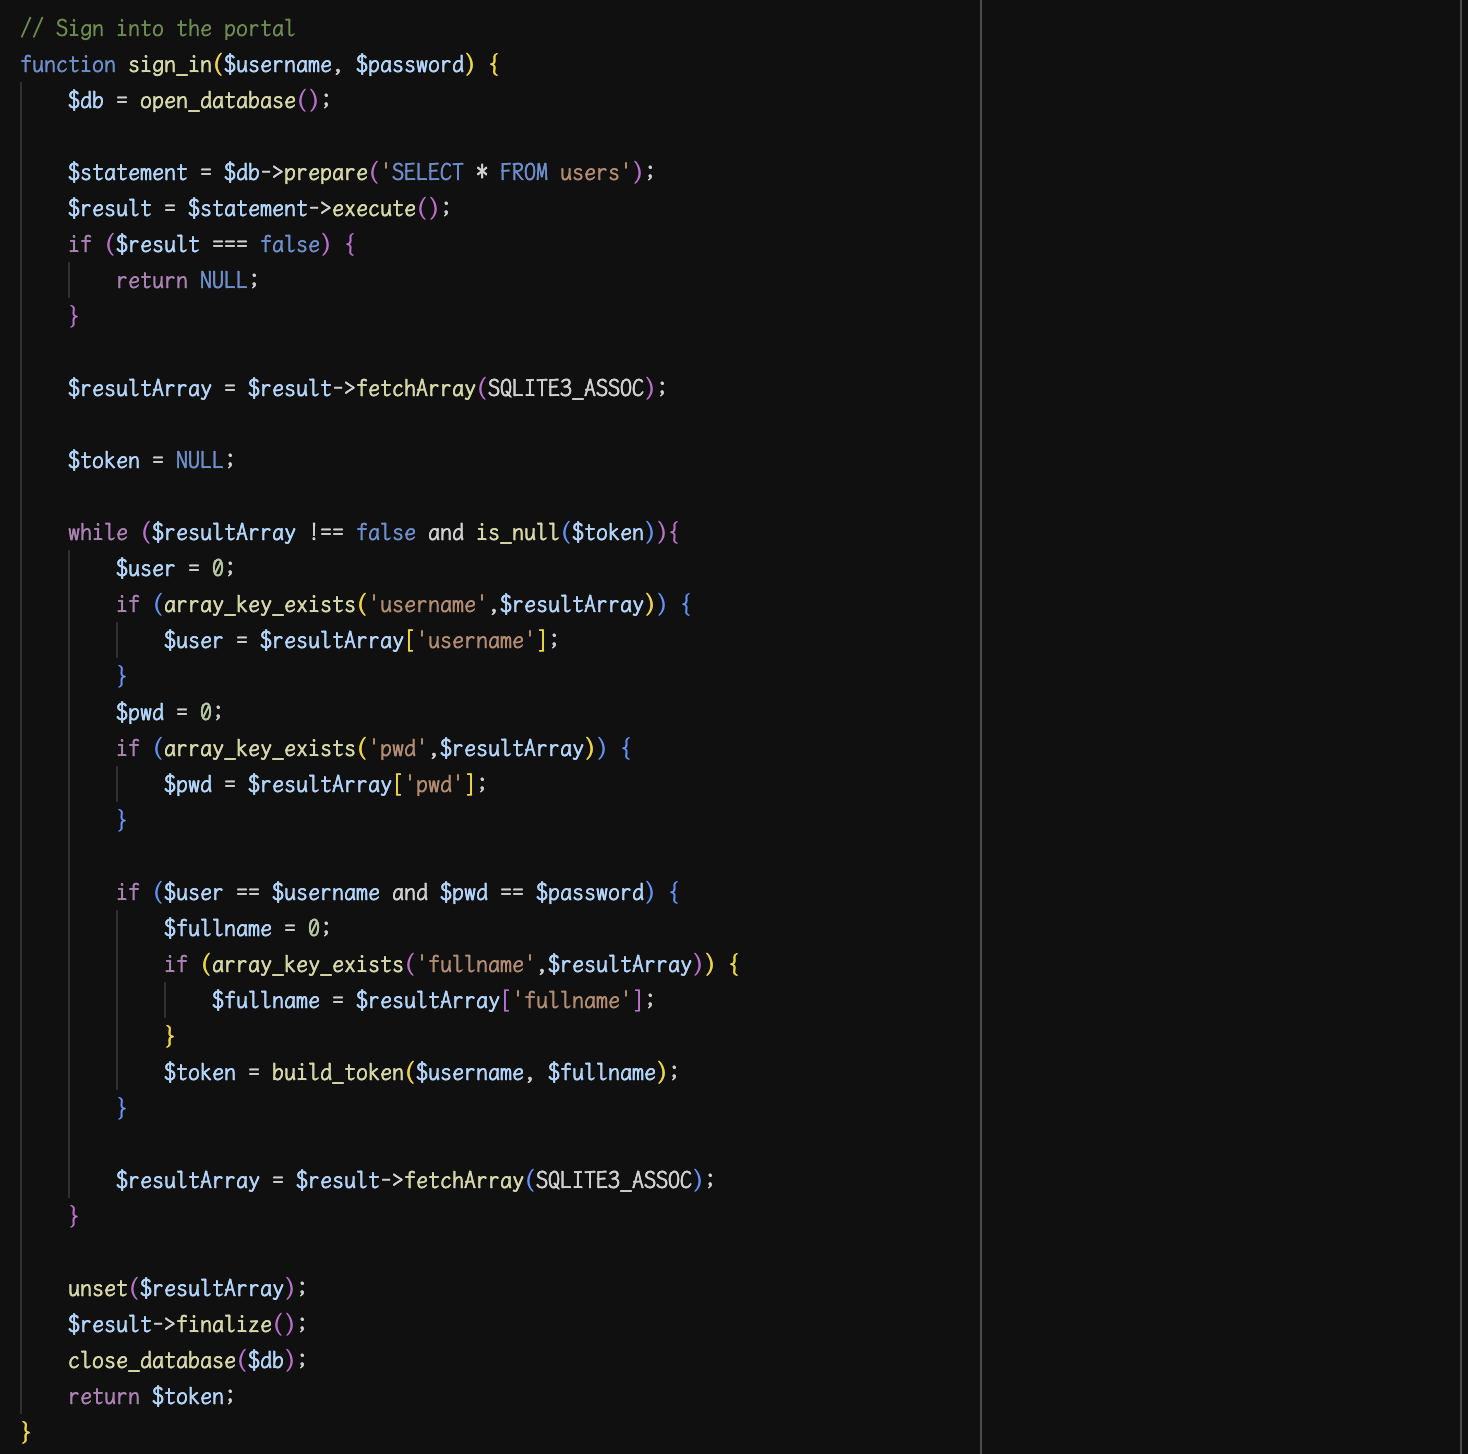 // Sign into the portal
function sign_in($username, $password) {
    $db = open_database();

    $statement = $db->prepare('SELECT * FROM users');
    $result = $statement->execute();
    if ($result === false) {
        return NULL;
    }

    $resultArray = $result->fetchArray(SQLITE3_ASSOC);

    $token = NULL;

    while ($resultArray !== false and is_null($token)){
        $user = 0;
        if (array_key_exists('username',$resultArray)) {
            $user = $resultArray['username'];
        }
        $pwd = 0;
        if (array_key_exists('pwd',$resultArray)) {
            $pwd = $resultArray['pwd'];
        }

        if ($user == $username and $pwd == $password) {
            $fullname = 0;
            if (array_key_exists('fullname',$resultArray)) {
                $fullname = $resultArray['fullname'];
            }
            $token = build_token($username, $fullname);
        }

        $resultArray = $result->fetchArray(SQLITE3_ASSOC);
    }

    unset($resultArray);
    $result->finalize();
    close_database($db);
    return $token;
}